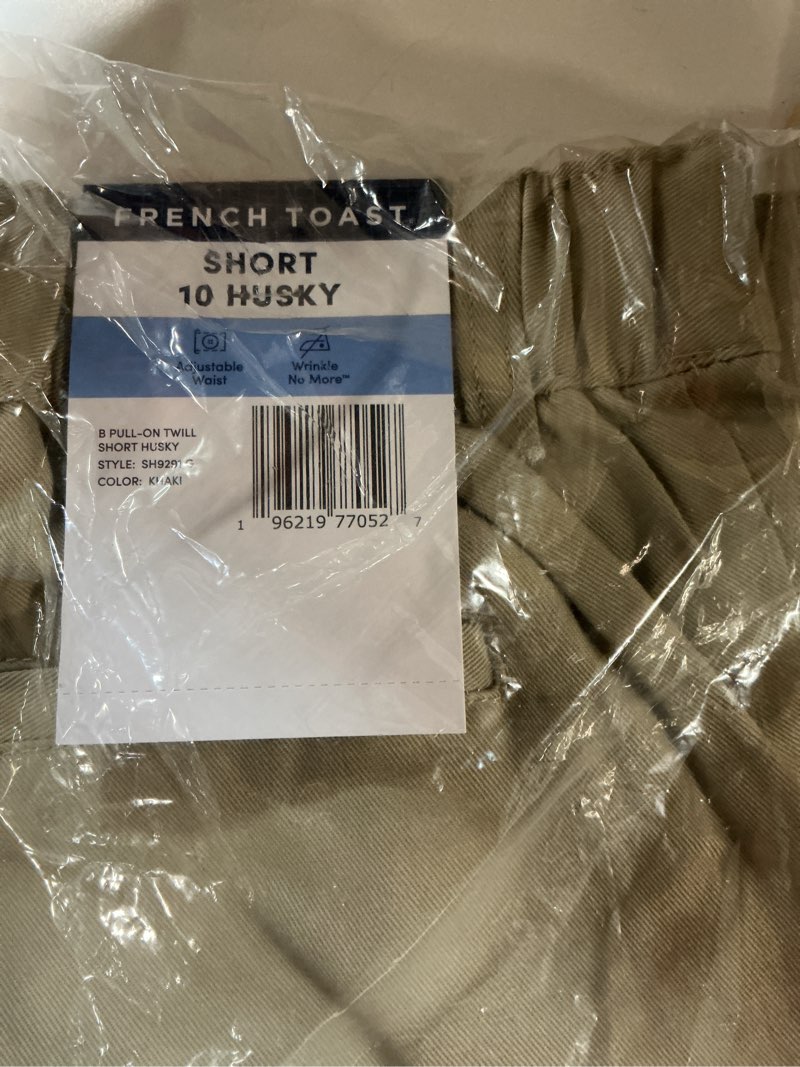 FRENCH TOAST
SHORT
10 HUSKY
Adjustable
Waist
Wrinkle
No More™
B PULL-ON TWILL
SHORT HUSKY
STYLE:
COLOR: KHAKI
1 96219 77052 7